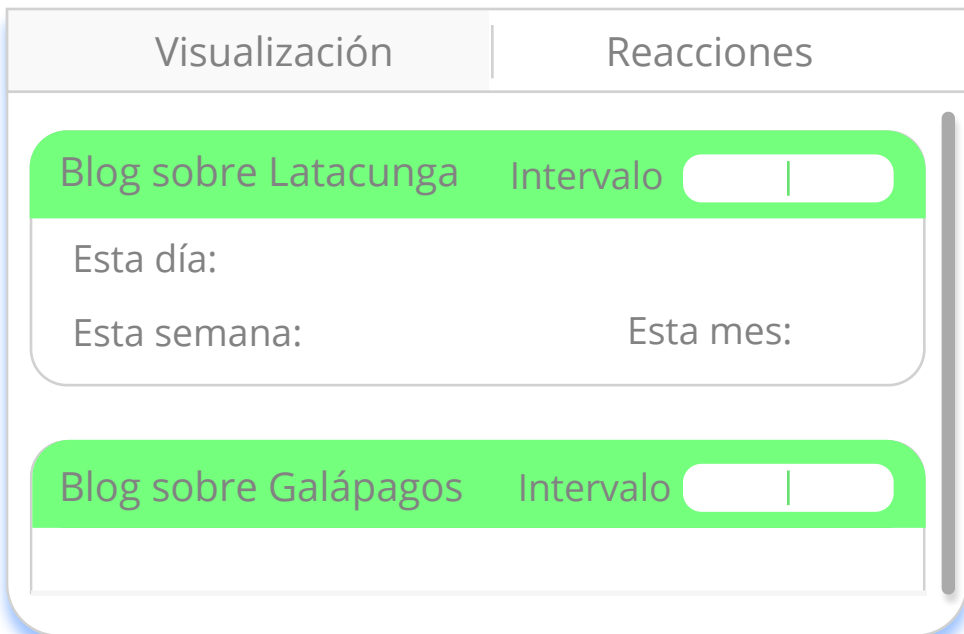 Visualización Reacciones
Blog sobre Latacunga Intervalo
Esta día:
Esta semana: Esta mes:
Blog sobre Galápagos Intervalo